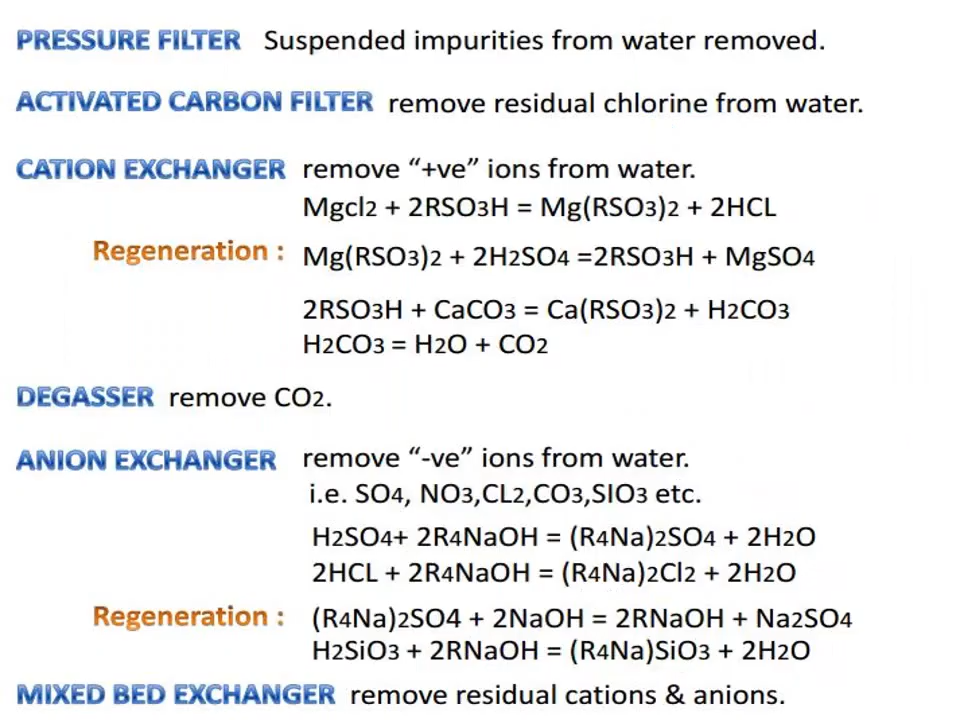 PRESSURE FILTER Suspended impurities from water removed.
ACTIVATED CARBON FILTER remove residual chlorine from water.
CATION EXCHANGER remove “+ve” ions from water.
Mgcl2 + 2RSO3H = Mg(RSO3)2 + 2HCL
Regeneration : Mg(RSO3)2 + 2H2SO4 =2RSO3H + MgSO4
2RSO3H + CaCO3 = Ca(RSO3)2 + H2CO3
H2CO3 = H2O + CO2
DEGASSER remove CO2.
ANION EXCHANGER remove “-ve” ions from water.
i.e. SO4, NO3,CL2,CO3,SIO3 etc.
H2SO4+ 2R4NaOH = (R4Na)2SO4 + 2H2O
2HCL + 2R4NaOH = (R4Na)2Cl2 + 2H2O
Regeneration : (R4Na)2SO4 + 2NaOH = 2RNaOH + Na2SO4
H2SiO3 + 2RNaOH = (R4Na)SiO3 + 2H2O
MIXED BED EXCHANGER remove residual cations & anions.